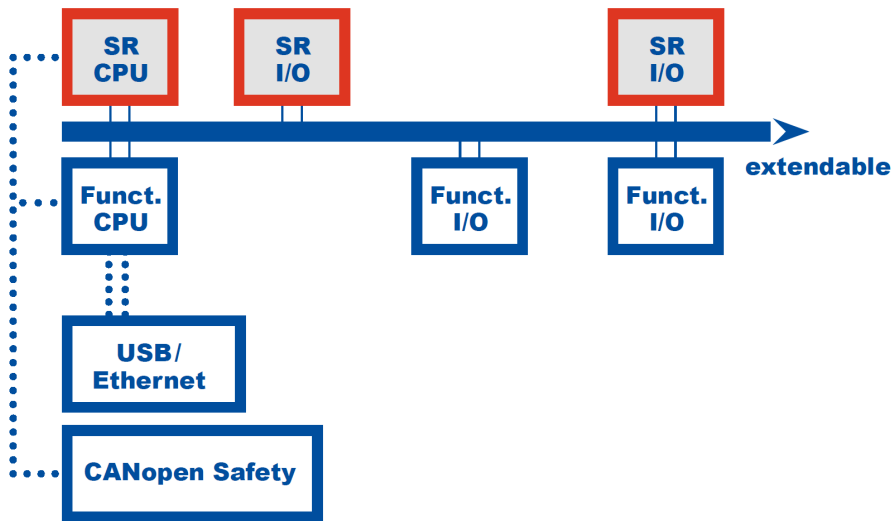 SR
CPU
SR
I/O
SR
I/O
extendable
Funct.
CPU
Funct.
I/O
Funct.
I/O
USB/
Ethernet
CANopen Safety